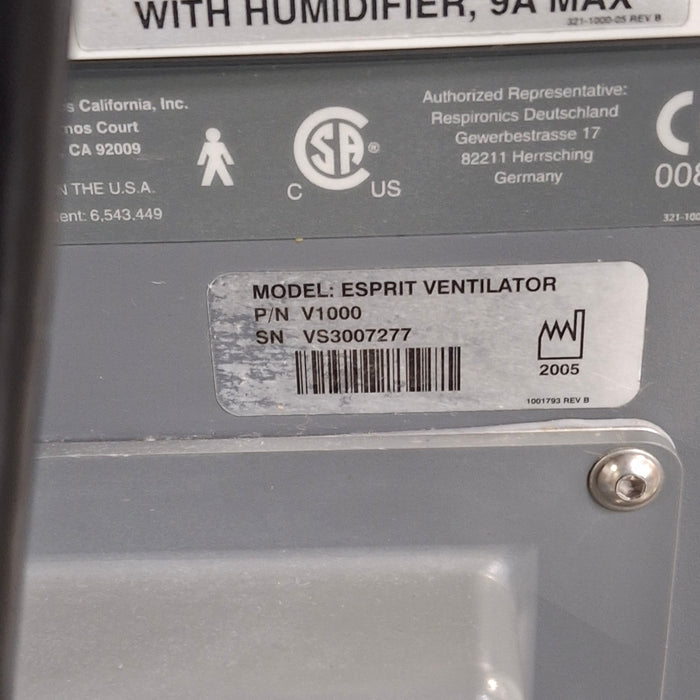 WITH HUMIDIFIER, 9A MAX
321-1000-05 REV B
s California, Inc.
nos Court
CA 92009
N THE U.S.A.
ent: 6,543,449
CSA®
C US
Authorized Representative:
Respironics Deutschland
Gewerbestrasse 17
82211 Herrsching
Germany
C
008
321-100
MODEL: ESPRIT VENTILATOR
P/N V1000
SN VS3007277
2005
1001793 REV B